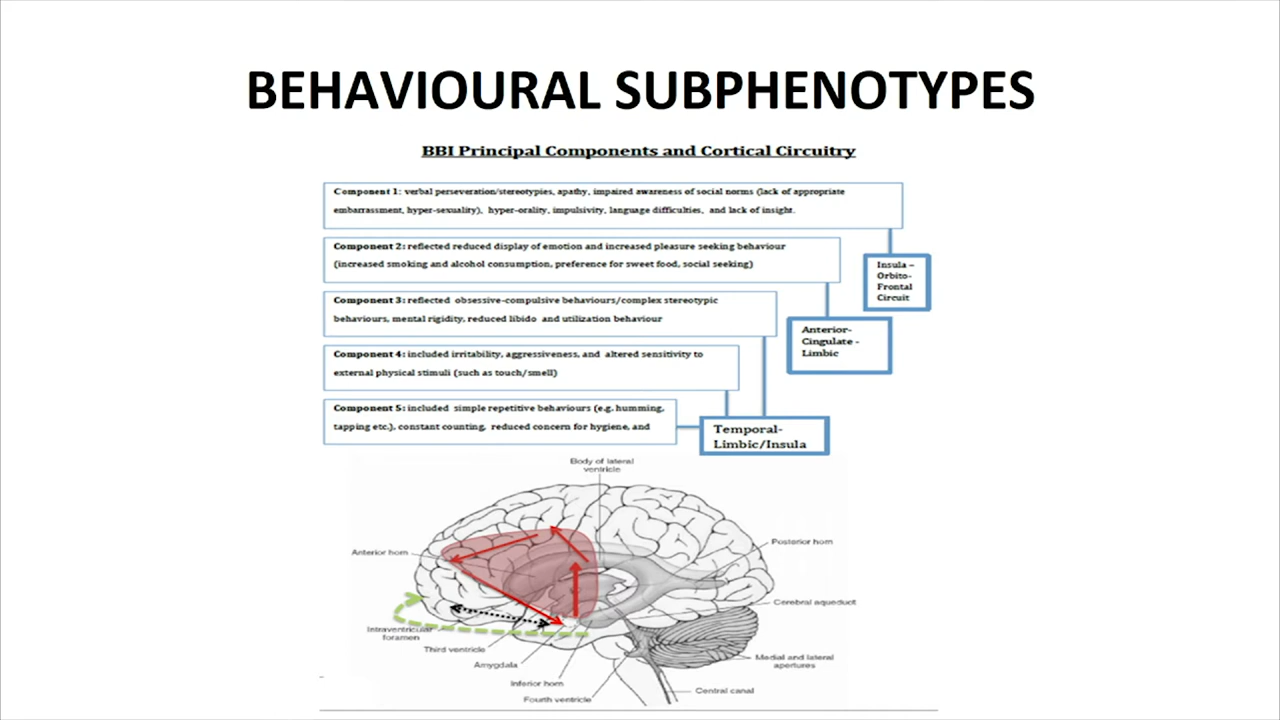 BEHAVIOURAL SUBPHENOTYPES
BBI Principal Components and Cortical Circuitry
Component 1: verbal perseveration/stereotypies, apathy, impaired awareness of social norms (lack of appropriate
embarrassment, hyper-sexuality), hyper-orality, impulsivity, language difficulties, and lack of insight.
Component 2: reflected reduced display of emotion and increased pleasure seeking behaviour
(increased smoking and alcohol consumption, preference for sweet food, social seeking)
Insula –
Orbito-
Frontal
Circuit
Component 3: reflected obsessive-compulsive behaviours/complex stereotypic
behaviours, mental rigidity, reduced libido and utilization behaviour
Anterior-
Cingulate -
Limbic
Component 4: included irritability, aggressiveness, and altered sensitivity to
external physical stimuli (such as touch/smell)
Component 5: included simple repetitive behaviours (e.g. humming,
tapping etc.), constant counting, reduced concern for hygiene, and
Temporal-
Limbic/Insula
Body of lateral
ventricle
Anterior horn
Posterior horn
Cerebral aqueduct
Intraventricular
foramen
Third ventricle
Amygdala
Inferior horn
Fourth ventricle
Medial and lateral
apertures
Central canal